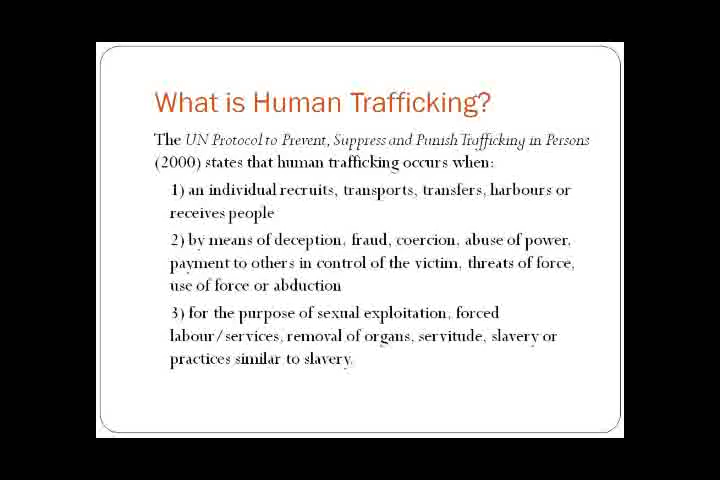 What is Human Trafficking?
The UN Protocol to Prevent, Suppress and Punish Trafficking in Persons
(2000) states that human trafficking occurs when:
1) an individual recruits, transports, transfers, harbours or
receives people
2) by means of deception, fraud, coercion, abuse of power,
payment to others in control of the victim, threats of force,
use of force or abduction
3) for the purpose of sexual exploitation, forced
labour/services, removal of organs, servitude, slavery or
practices similar to slavery.